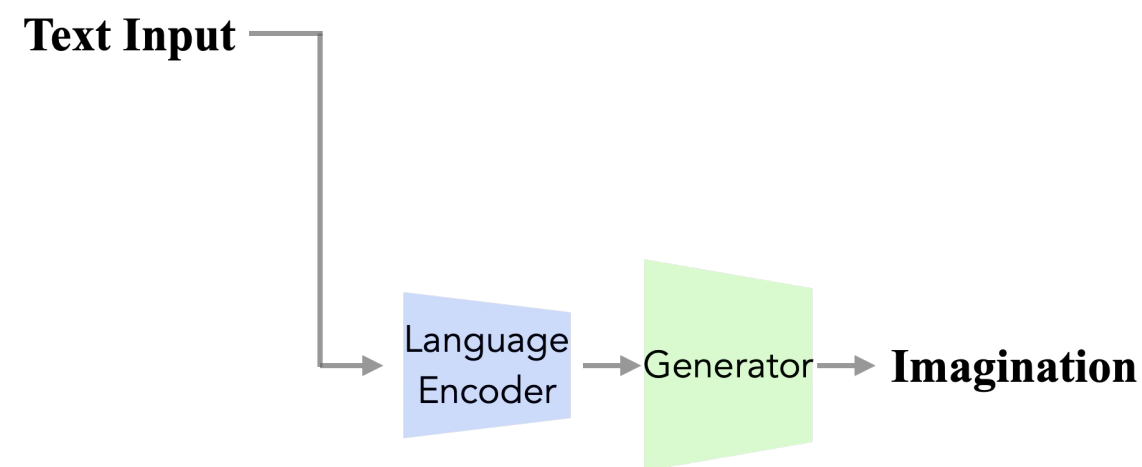 Text Input
Language
Encoder
Generator
Imagination